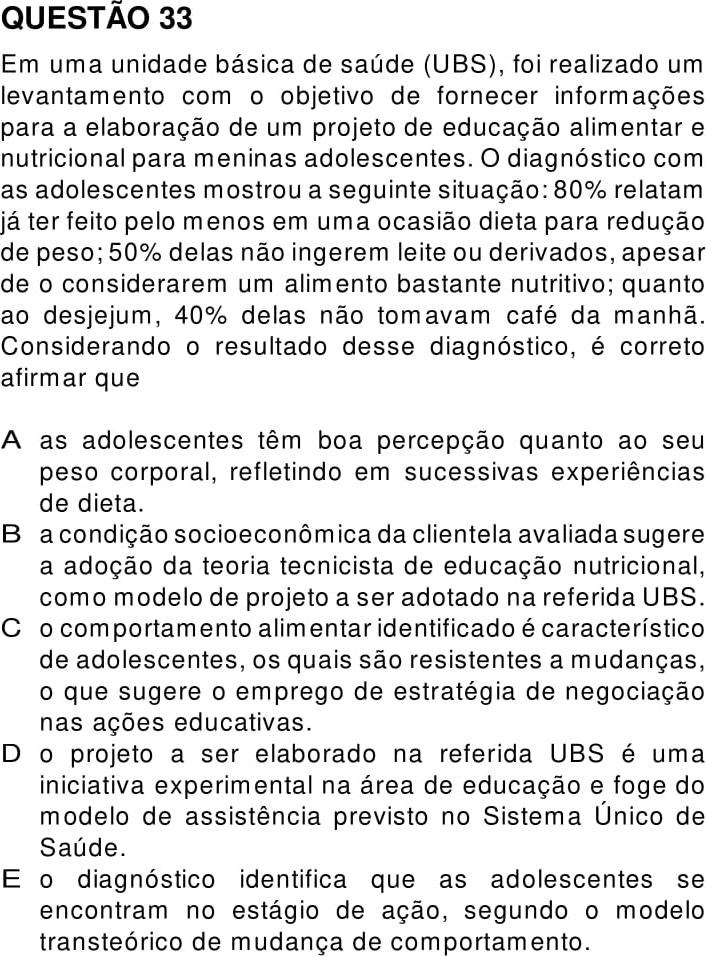 QUESTÃO 33
Em uma unidade básica de saúde (UBS), foi realizado um
levantamento com o objetivo de fornecer informações
para a elaboração de um projeto de educação alimentar e
nutricional para meninas adolescentes. O diagnóstico com
as adolescentes mostrou a seguinte situação: 80% relatam
já ter feito pelo menos em uma ocasião dieta para redução
de peso; 50% delas não ingerem leite ou derivados, apesar
de o considerarem um alimento bastante nutritivo; quanto
ao desjejum, 40% delas não tomavam café da manhã.
Considerando o resultado desse diagnóstico, é correto
afirmar que
A as adolescentes têm boa percepção quanto ao seu
peso corporal, refletindo em sucessivas experiências
de dieta.
B a condição socioeconômica da clientela avaliada sugere
a adoção da teoria tecnicista de educação nutricional,
como modelo de projeto a ser adotado na referida UBS.
C o comportamento alimentar identificado é característico
de adolescentes, os quais são resistentes a mudanças,
o que sugere o emprego de estratégia de negociação
nas ações educativas.
D o projeto a ser elaborado na referida UBS é uma
iniciativa experimental na área de educação e foge do
modelo de assistência previsto no Sistema Único de
Saúde.
E o diagnóstico identifica que as adolescentes se
encontram no estágio de ação, segundo o modelo
transteórico de mudança de comportamento.